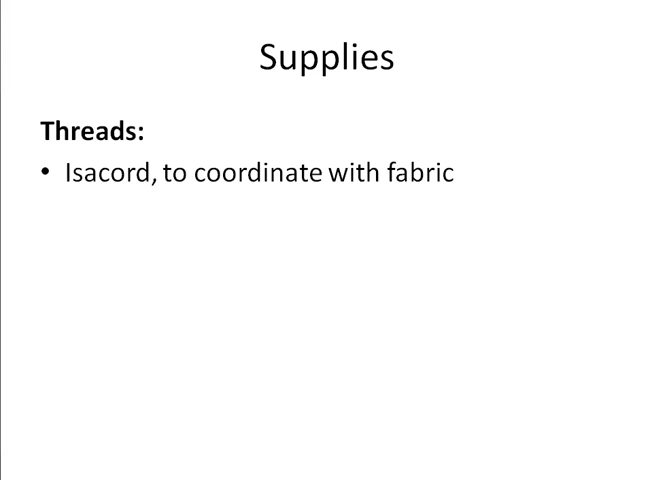 Supplies
Threads:
• Isacord, to coordinate with fabric